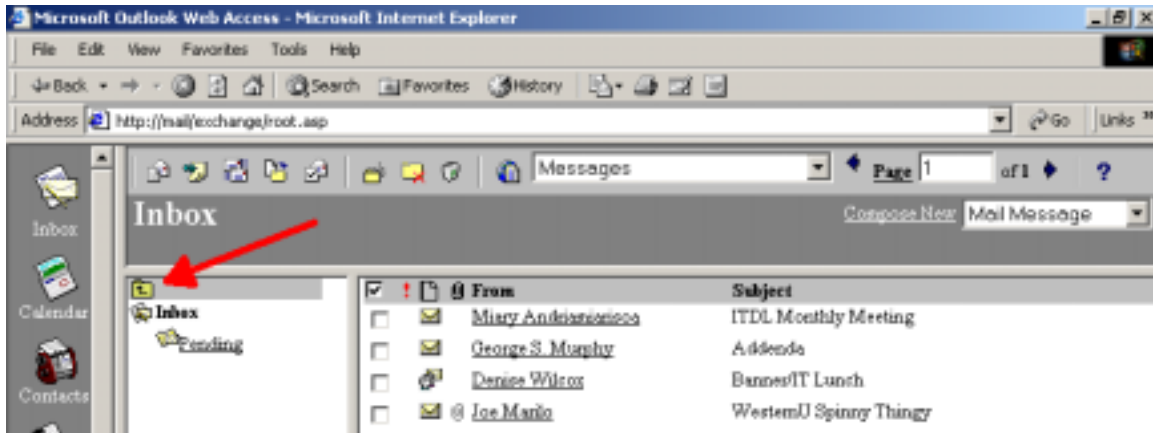 Microsoft Outlook Web Access - Microsoft Internet Explorer
File Edit View Favorites Tools Help
Back Search Favorites History
Address http://mail/exchange/root.asp Go Links »
Messages Page 1 of 1 ?
Inbox
Inbox Compose New Mail Message
From Subject
Calendar Inbox Miary Andriamiarisoa ITDL Monthly Meeting
Pending George S. Murphy Addenda
Denise Wilcox Banner/IT Lunch
Contacts Joe Manlo WesternU Spinny Thingy